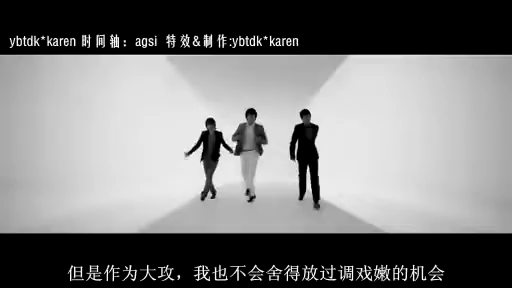 ybtdk*karen 时间轴：agsi 特效&制作:ybtdk*karen
但是作为大攻，我也不会舍得放过调戏嫩的机会